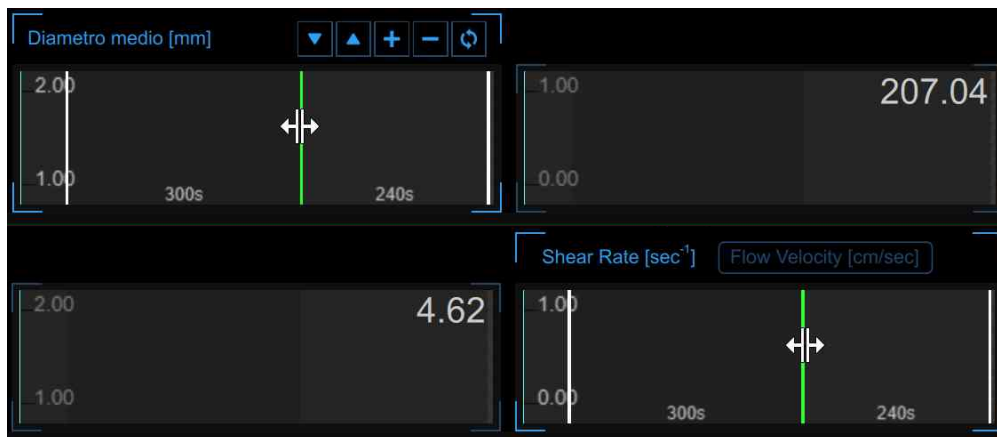 Diametro medio [mm]
2.00
1.00
300s
240s
1.00
207.04
0.00
2.00
4.62
1.00
Shear Rate [sec⁻¹]
Flow Velocity [cm/sec]
1.00
0.00
300s
240s